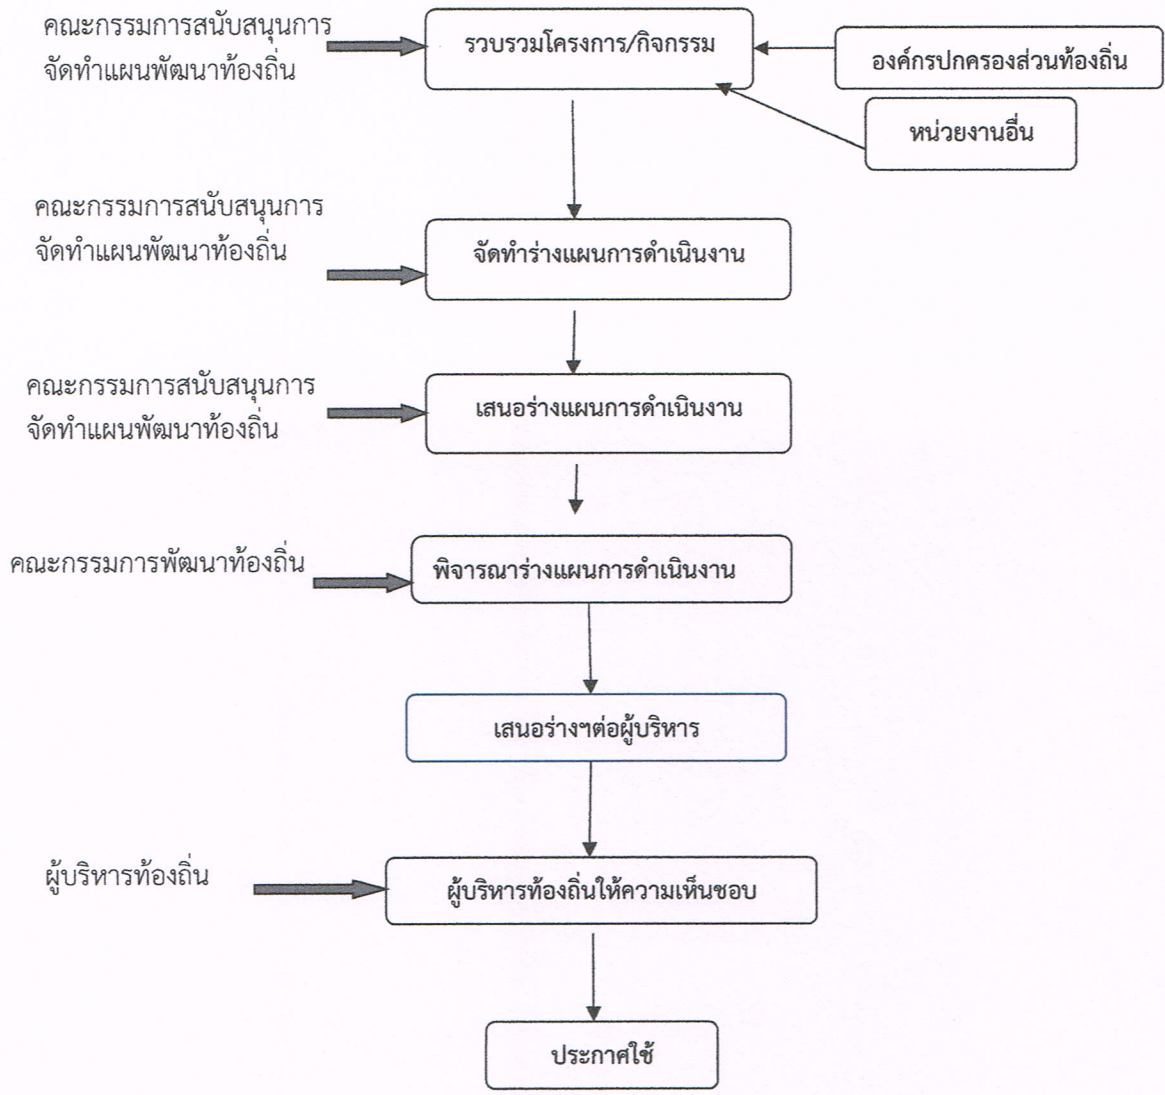 คณะกรรมการสนับสนุนการ
จัดทำแผนพัฒนาท้องถิ่น
รวบรวมโครงการ/กิจกรรม
องค์กรปกครองส่วนท้องถิ่น
หน่วยงานอื่น
คณะกรรมการสนับสนุนการ
จัดทำแผนพัฒนาท้องถิ่น
จัดทำร่างแผนการดำเนินงาน
คณะกรรมการสนับสนุนการ
จัดทำแผนพัฒนาท้องถิ่น
เสนอร่างแผนการดำเนินงาน
คณะกรรมการพัฒนาท้องถิ่น
พิจารณาร่างแผนการดำเนินงาน
เสนอร่างฯต่อผู้บริหาร
ผู้บริหารท้องถิ่น
ผู้บริหารท้องถิ่นให้ความเห็นชอบ
ประกาศใช้